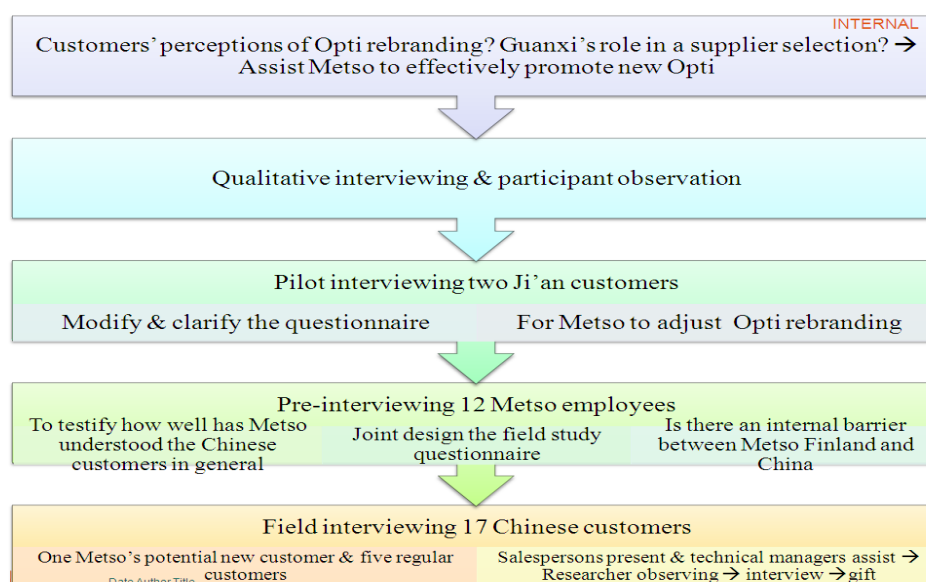 INTERNAL
Customers' perceptions of Opti rebranding? Guanxi's role in a supplier selection? →
Assist Metso to effectively promote new Opti
Qualitative interviewing & participant observation
Pilot interviewing two Ji'an customers
Modify & clarify the questionnaire
For Metso to adjust Opti rebranding
Pre-interviewing 12 Metso employees
To testify how well has Metso
understood the Chinese
customers in general
Joint design the field study
questionnaire
Is there an internal barrier
between Metso Finland and
China
Field interviewing 17 Chinese customers
One Metso's potential new customer & five regular
customers
Salespersons present & technical managers assist →
Researcher observing → interview → gift
Date Author Title